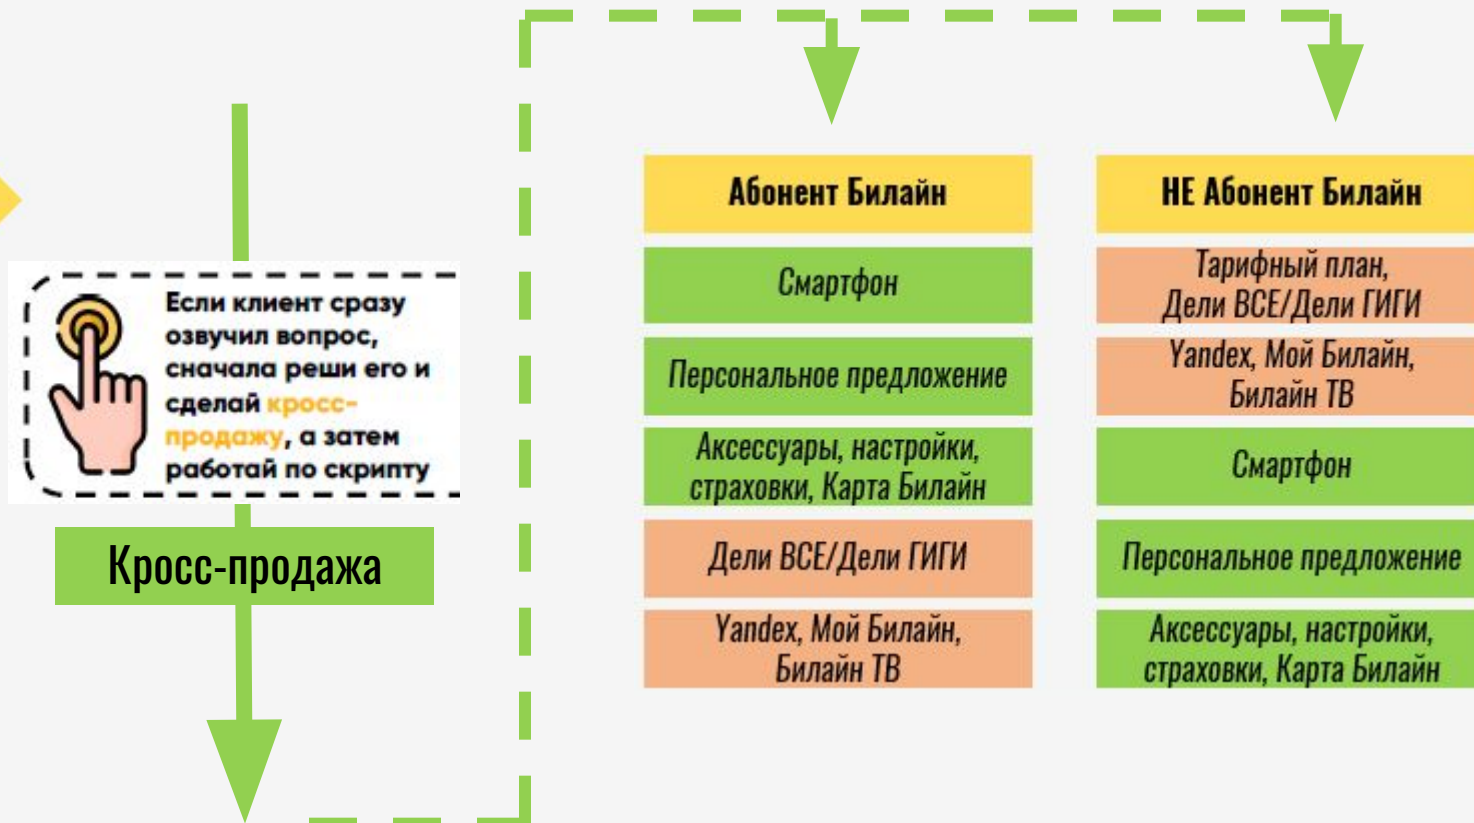 Если клиент сразу
озвучил вопрос,
сначала реши его и
сделай кросс-
продажу, а затем
работай по скрипту
Кросс-продажа
Абонент Билайн
Смартфон
Персональное предложение
Аксессуары, настройки,
страховки, Карта Билайн
Дели ВСЕ/Дели ГИГИ
Yandex, Мой Билайн,
Билайн ТВ
НЕ Абонент Билайн
Тарифный план,
Дели ВСЕ/Дели ГИГИ
Yandex, Мой Билайн,
Билайн ТВ
Смартфон
Персональное предложение
Аксессуары, настройки,
страховки, Карта Билайн